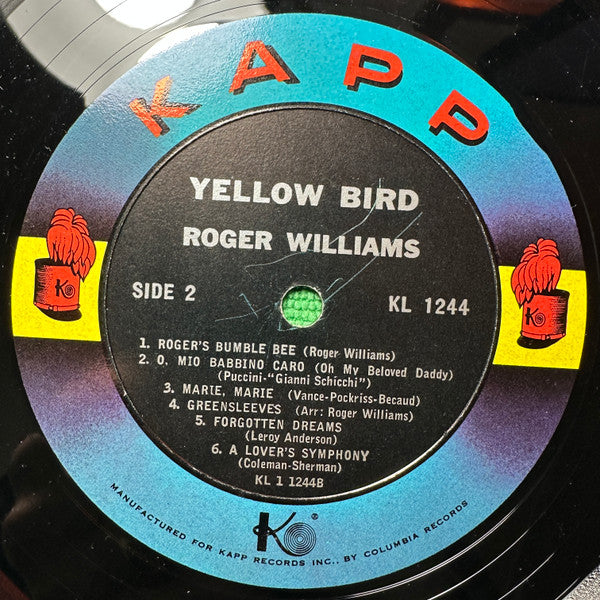 KAPP
YELLOW BIRD
ROGER WILLIAMS
SIDE 2
KL 1244
1. ROGER'S BUMBLE BEE (Roger Williams)
2. O. MIO BABBINO CARO (Oh My Beloved Daddy)
(Puccini-"Gianni Schicchi")
3. MARIE, MARIE (Vance-Pockriss-Becaud)
4. GREENSLEEVES (Arr: Roger Williams)
5. FORGOTTEN DREAMS
(Leroy Anderson)
6. A LOVER'S SYMPHONY
(Coleman-Sherman)
KL 1 1244B
K
K
K ®
MANUFACTURED FOR KAPP RECORDS INC., BY COLUMBIA RECORDS